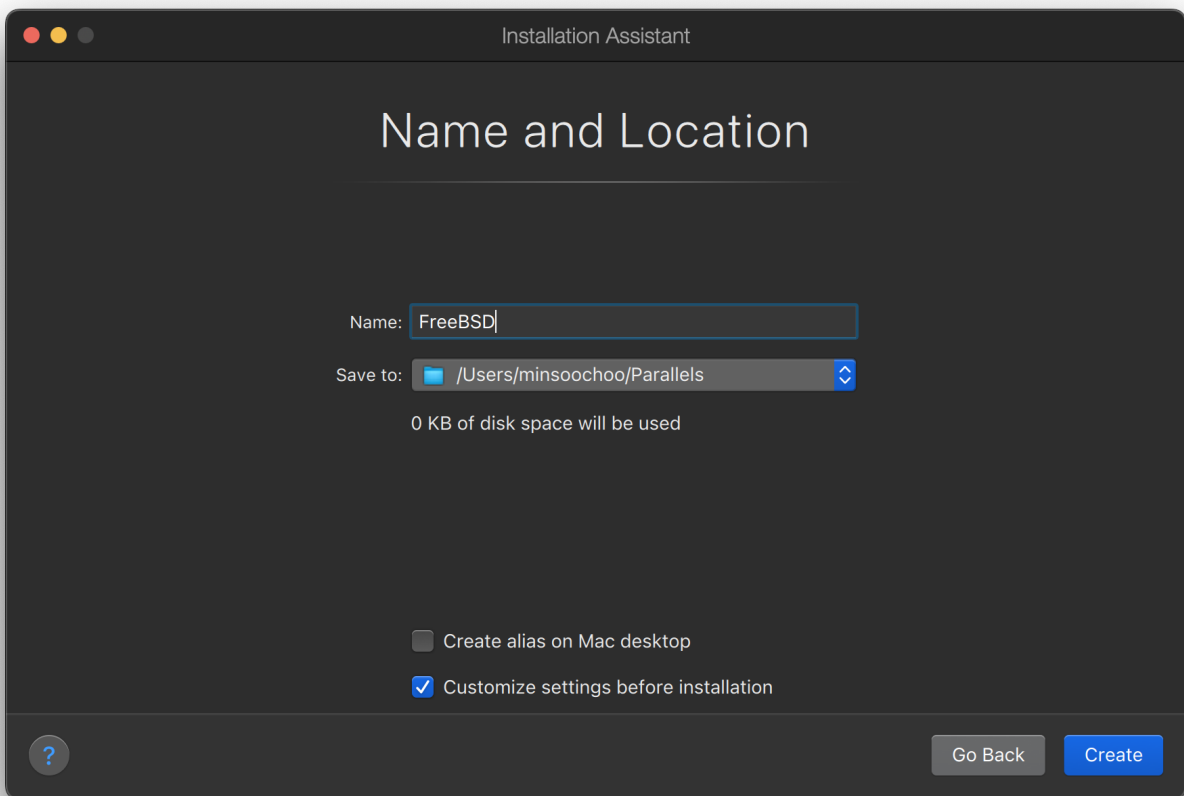 Installation Assistant
Name and Location
Name: FreeBSD
Save to: /Users/minsoochoo/Parallels
0 KB of disk space will be used
Create alias on Mac desktop
Customize settings before installation
? Go Back Create